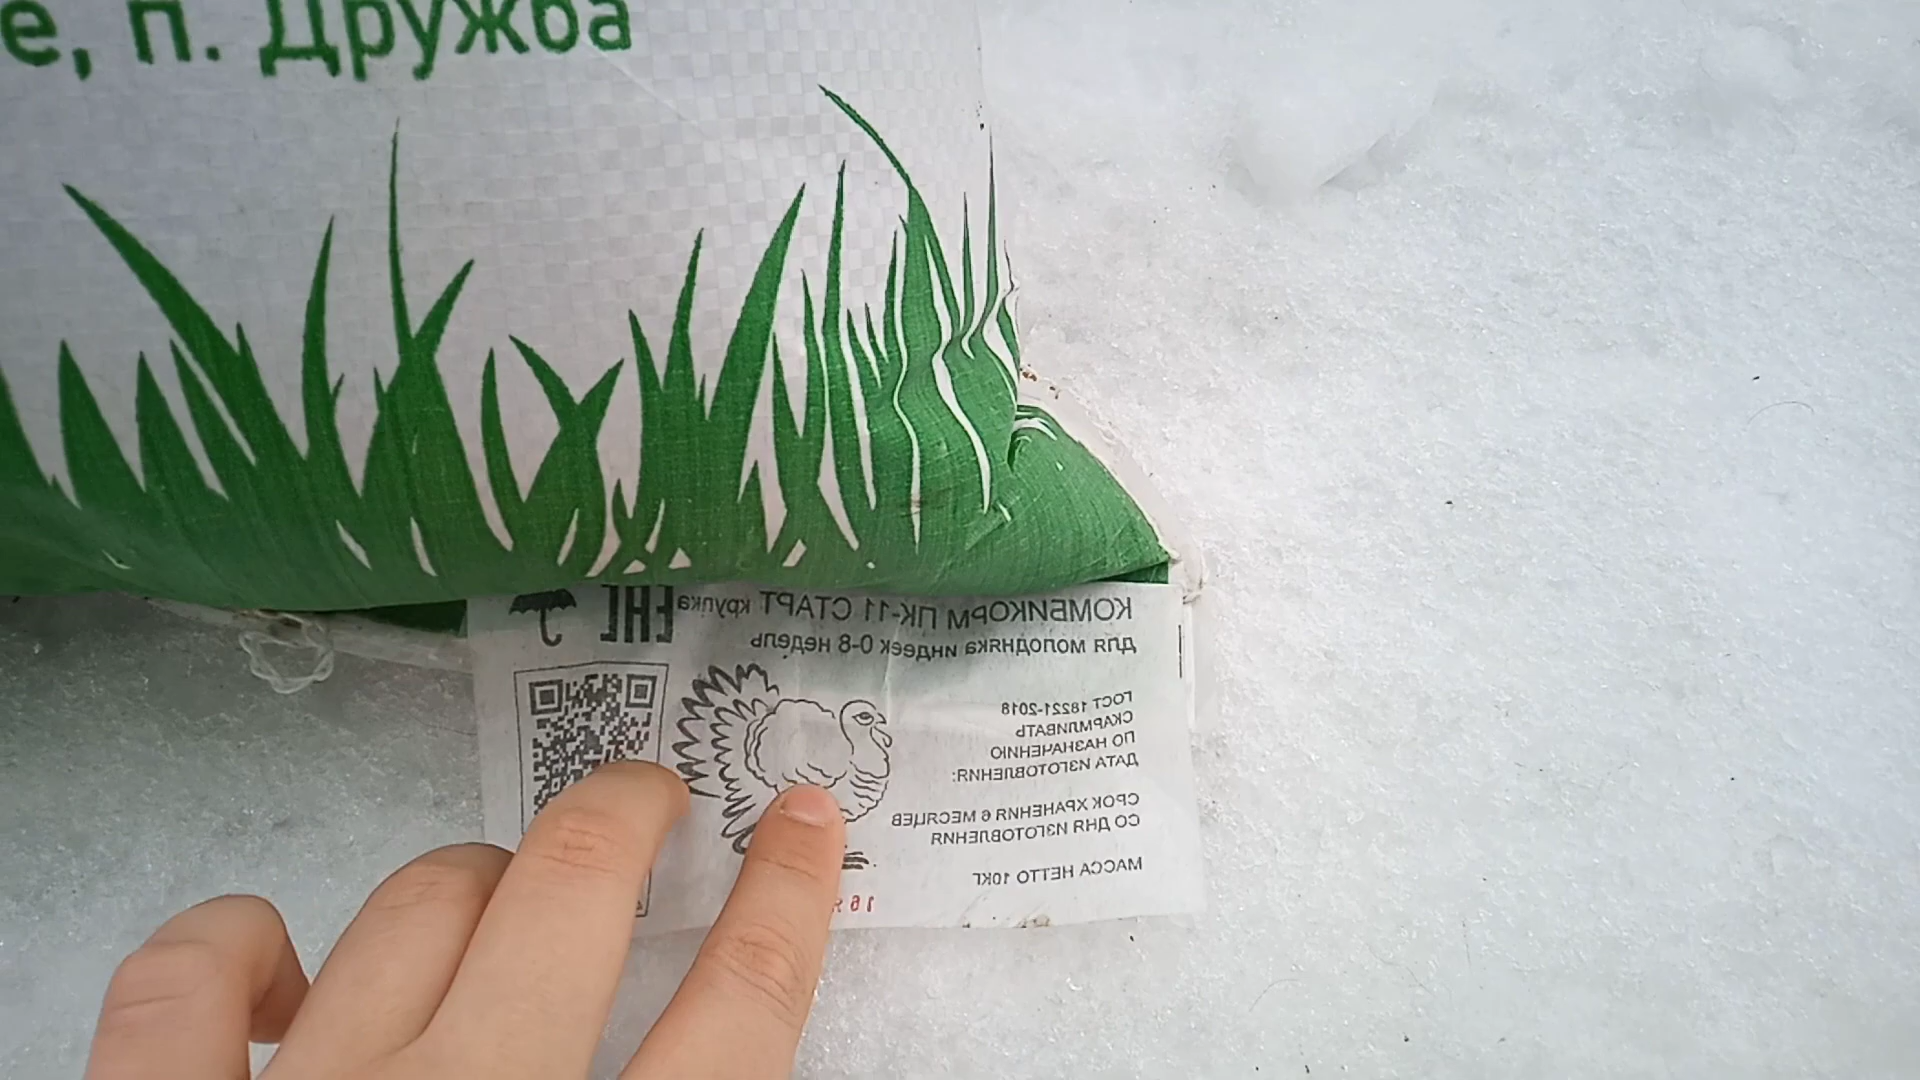 е, п. Дружба
КОМБИКОРМ ПК-11 СТАРТ крупка ЕАС
для молодняка индеек 0-8 недель
ГОСТ 18221-2018
СКАРМЛИВАТЬ
ПО НАЗНАЧЕНИЮ
ДАТА ИЗГОТОВЛЕНИЯ:
СРОК ХРАНЕНИЯ 6 МЕСЯЦЕВ
СО ДНЯ ИЗГОТОВЛЕНИЯ
МАССА НЕТТО 10КГ
16